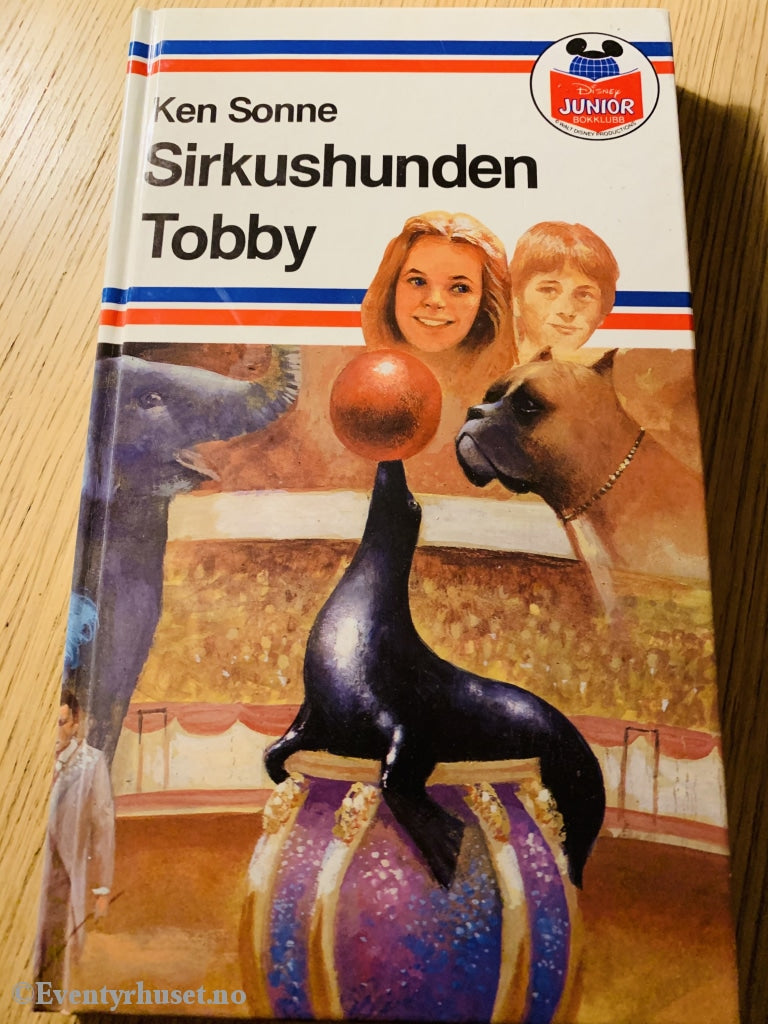 Ken Sonne
Sirkushunden
Tobby
DISNEY
JUNIOR
BOKKLUBB
© WALT DISNEY PRODUCTIONS
©Eventyrhuset.no